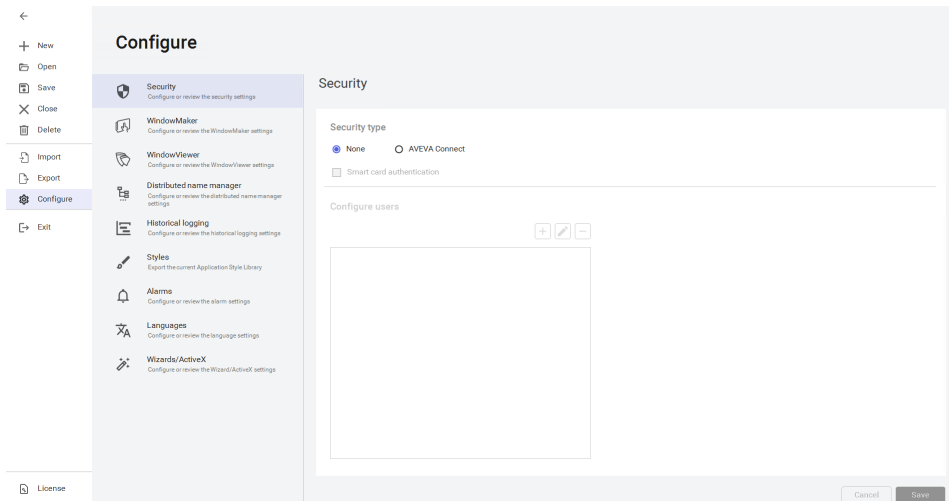 Configure
New
Open
Save
Close
Delete
Import
Export
Configure
Exit
License
Security
Configure or review the security settings
WindowMaker
Configure or review the WindowMaker settings
WindowViewer
Configure or review the WindowViewer settings
Distributed name manager
Configure or review the distributed name manager
settings
Historical logging
Configure or review the historical logging settings
Styles
Export the current Application Style Library
Alarms
Configure or review the alarm settings
Languages
Configure or review the language settings
Wizards/ActiveX
Configure or review the Wizard/ActiveX settings
Security
Security type
None
AVEVA Connect
Smart card authentication
Configure users
Cancel
Save